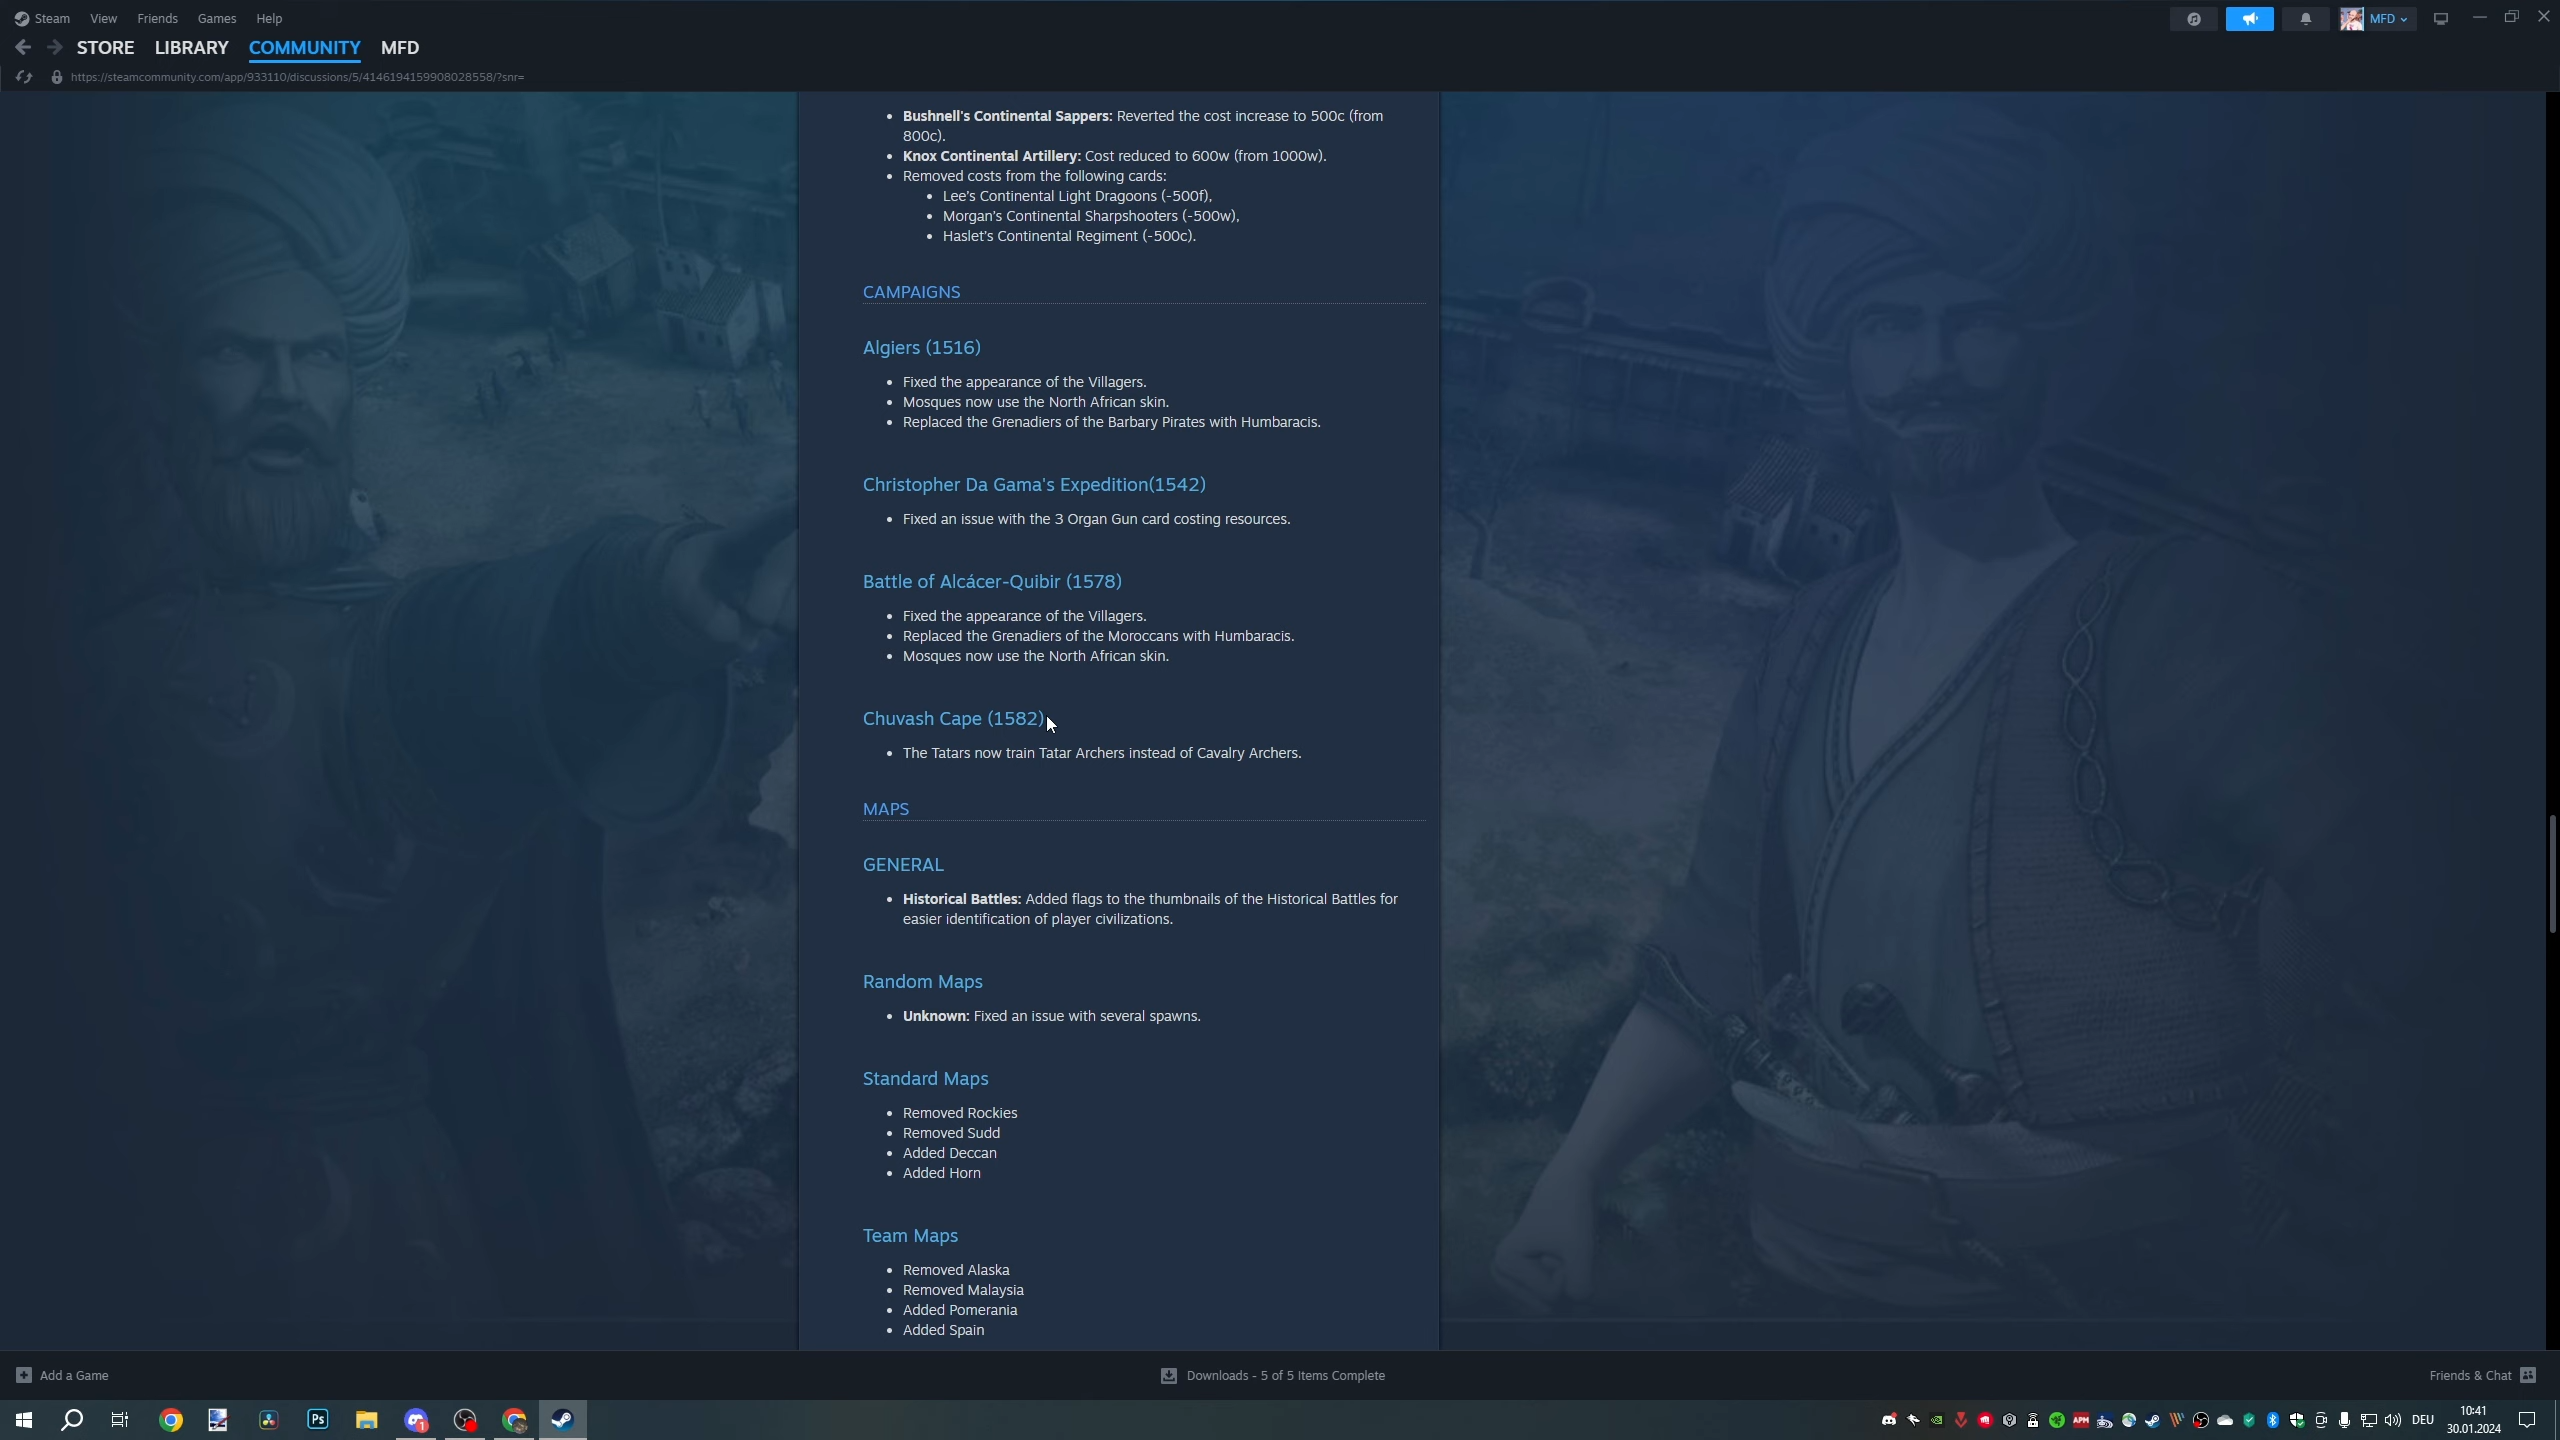 Steam View Friends Games Help
MFD
STORE LIBRARY COMMUNITY MFD
https://steamcommunity.com/app/933110/discussions/5/4146194159908028558/?snr=
Bushnell's Continental Sappers: Reverted the cost increase to 500c (from
800c).
Knox Continental Artillery: Cost reduced to 600w (from 1000w).
Removed costs from the following cards:
Lee's Continental Light Dragoons (-500f),
Morgan's Continental Sharpshooters (-500w),
Haslet's Continental Regiment (-500c).
CAMPAIGNS
Algiers (1516)
Fixed the appearance of the Villagers.
Mosques now use the North African skin.
Replaced the Grenadiers of the Barbary Pirates with Humbaracis.
Christopher Da Gama's Expedition(1542)
Fixed an issue with the 3 Organ Gun card costing resources.
Battle of Alcácer-Quibir (1578)
Fixed the appearance of the Villagers.
Replaced the Grenadiers of the Moroccans with Humbaracis.
Mosques now use the North African skin.
Chuvash Cape (1582)
The Tatars now train Tatar Archers instead of Cavalry Archers.
MAPS
GENERAL
Historical Battles: Added flags to the thumbnails of the Historical Battles for
easier identification of player civilizations.
Random Maps
Unknown: Fixed an issue with several spawns.
Standard Maps
Removed Rockies
Removed Sudd
Added Deccan
Added Horn
Team Maps
Removed Alaska
Removed Malaysia
Added Pomerania
Added Spain
Add a Game
Downloads - 5 of 5 Items Complete
Friends & Chat
Ps
1
APM
DEU
10:41
30.01.2024